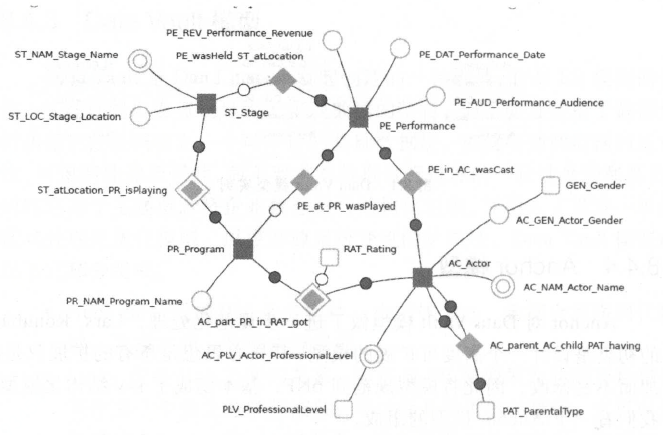 PE_REV_Performance_Revenue
ST_NAM_Stage_Name
PE_wasHeld_ST_atLocation
PE_DAT_Performance_Date
PE_AUD_Performance_Audience
ST_LOC_Stage_Location
ST_Stage
PE_Performance
PE_in_AC_wasCast
GEN_Gender
ST_atLocation_PR_isPlaying
PE_at_PR_wasPlayed
AC_GEN_Actor_Gender
PR_Program
RAT_Rating
AC_Actor
AC_NAM_Actor_Name
PR_NAM_Program_Name
AC_part_PR_in_RAT_got
AC_parent_AC_child_PAT_having
AC_PLV_Actor_ProfessionalLevel
PLV_ProfessionalLevel
PAT_ParentalType